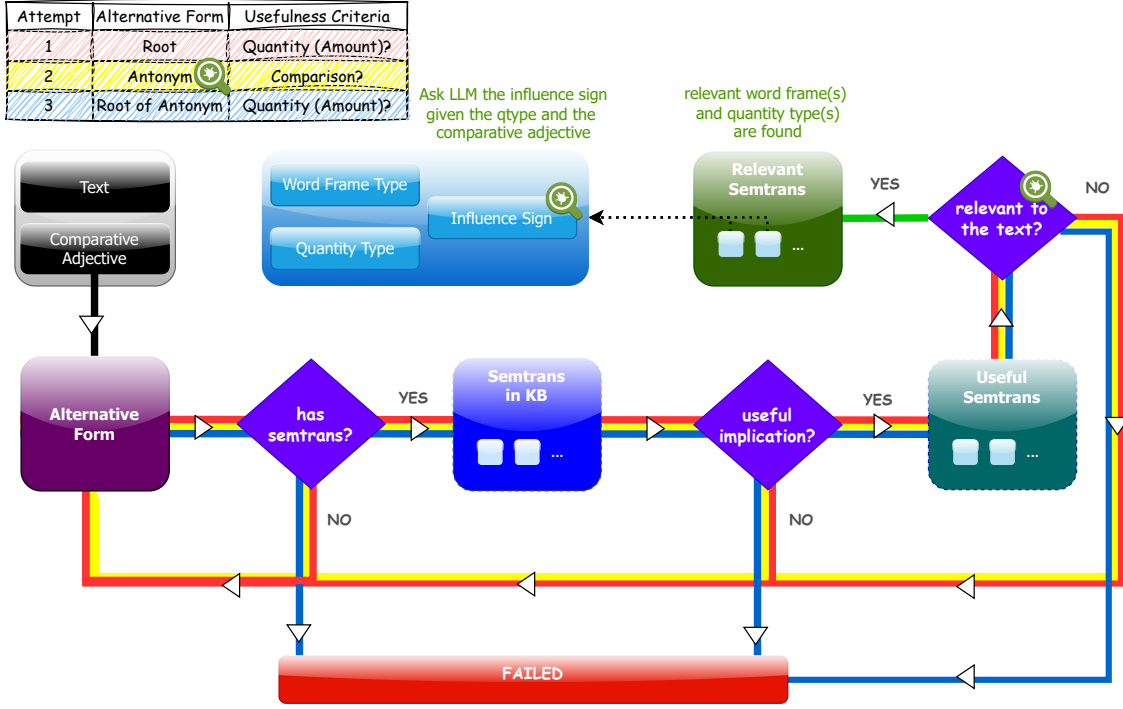 Attempt Alternative Form Usefulness Criteria
1 Root Quantity (Amount)?
2 Antonym Comparison?
3 Root of Antonym Quantity (Amount)?
Ask LLM the influence sign
given the qtype and the
comparative adjective
relevant word frame(s)
and quantity type(s)
are found
Text
Comparative
Adjective
Word Frame Type
Influence Sign
Quantity Type
Relevant
Semtrans
...
YES
relevant to
the text?
NO
Alternative
Form
has
semtrans?
YES
Semtrans
in KB
...
useful
implication?
YES
Useful
Semtrans
...
NO
NO
FAILED